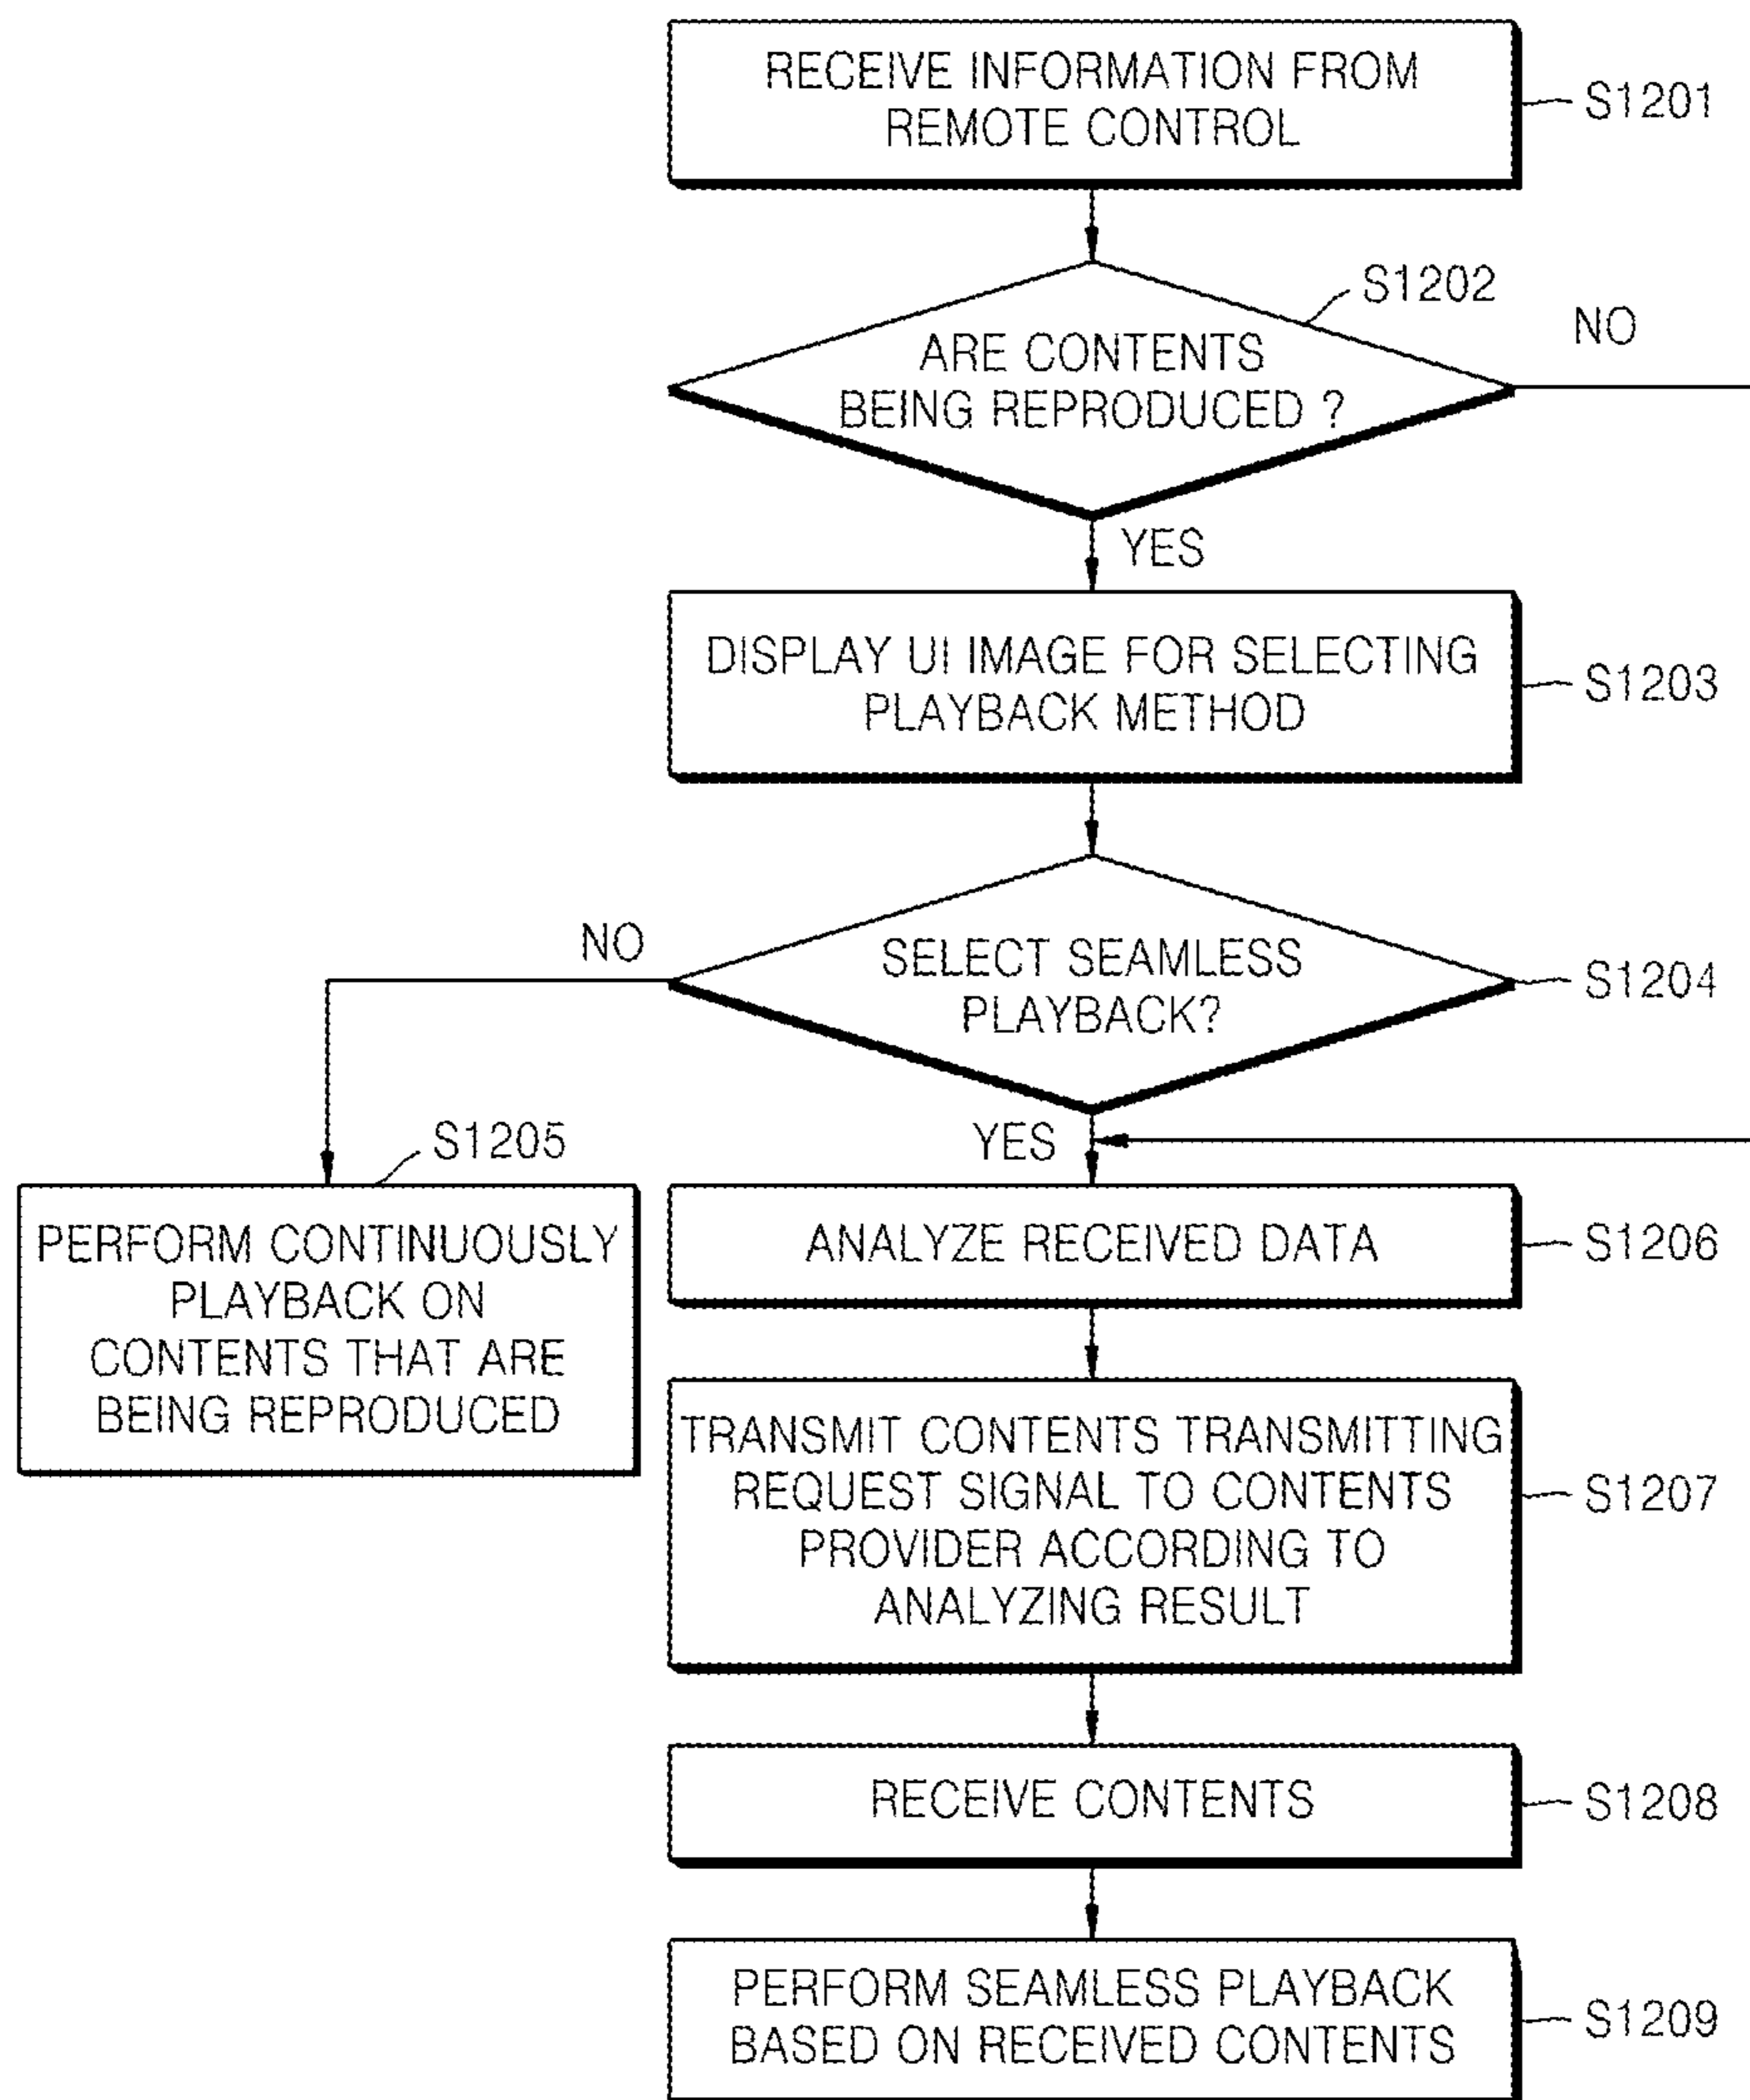 RECEIVE INFORMATION FROM
REMOTE CONTROL
S1201
S1202
NO
ARE CONTENTS
BEING REPRODUCED ?
YES
DISPLAY UI IMAGE FOR SELECTING
PLAYBACK METHOD
S1203
NO
SELECT SEAMLESS
PLAYBACK?
S1204
YES
S1205
PERFORM CONTINUOUSLY
PLAYBACK ON
CONTENTS THAT ARE
BEING REPRODUCED
ANALYZE RECEIVED DATA
S1206
TRANSMIT CONTENTS TRANSMITTING
REQUEST SIGNAL TO CONTENTS
PROVIDER ACCORDING TO
ANALYZING RESULT
S1207
RECEIVE CONTENTS
S1208
PERFORM SEAMLESS PLAYBACK
BASED ON RECEIVED CONTENTS
S1209